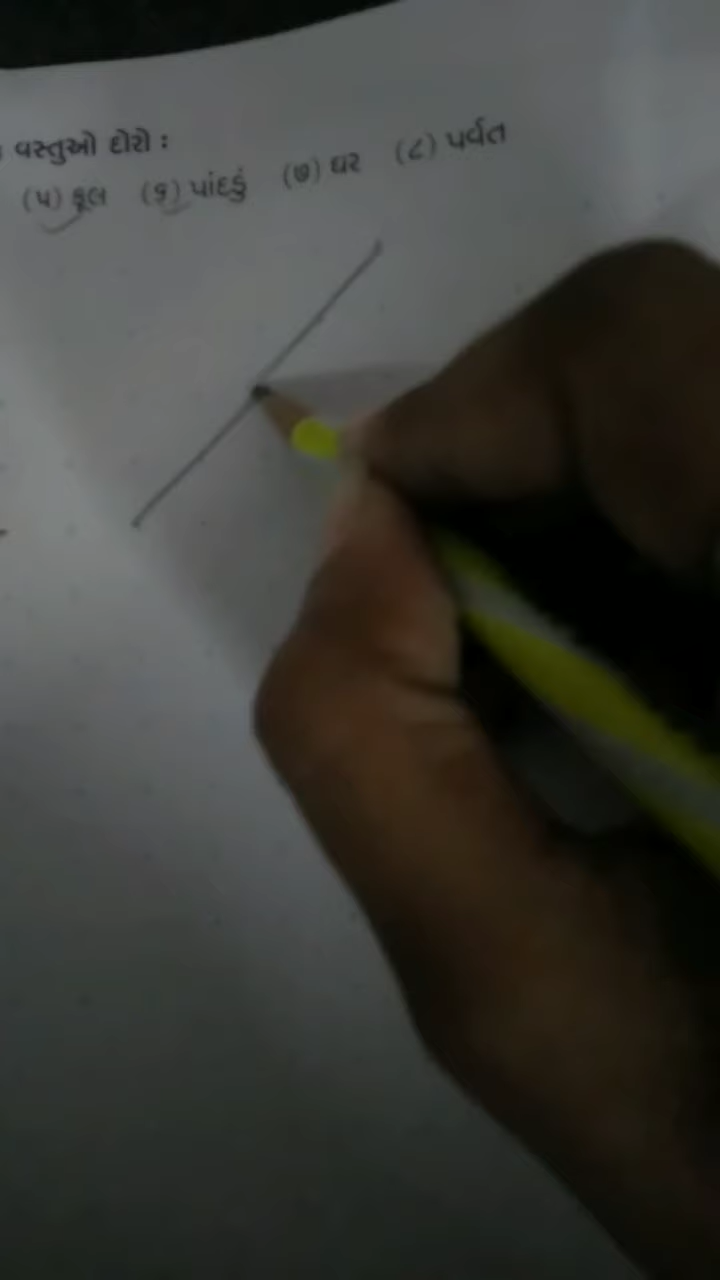 વસ્તુઓ દોરો :
(૫) ફૂલ (૬) પાંદડું (૭) ઘર (૮) પર્વત